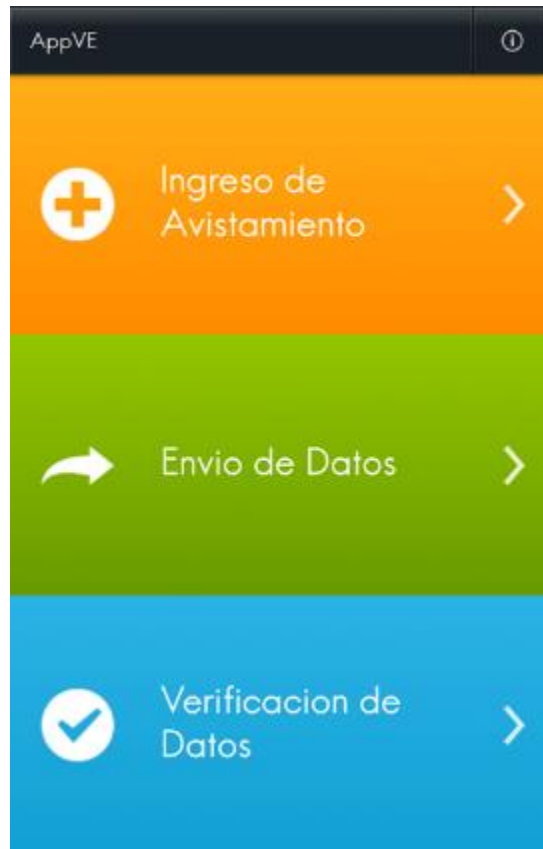 AppVE
Ingreso de
Avistamiento
Envio de Datos
Verificacion de
Datos